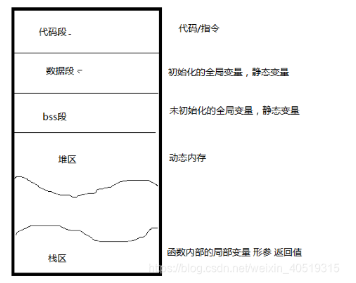 代码段 代码/指令
数据段 初始化的全局变量，静态变量
bss段 未初始化的全局变量，静态变量
堆区 动态内存
栈区 函数内部的局部变量 形参 返回值
https://blog.csdn.net/weixin_40519315